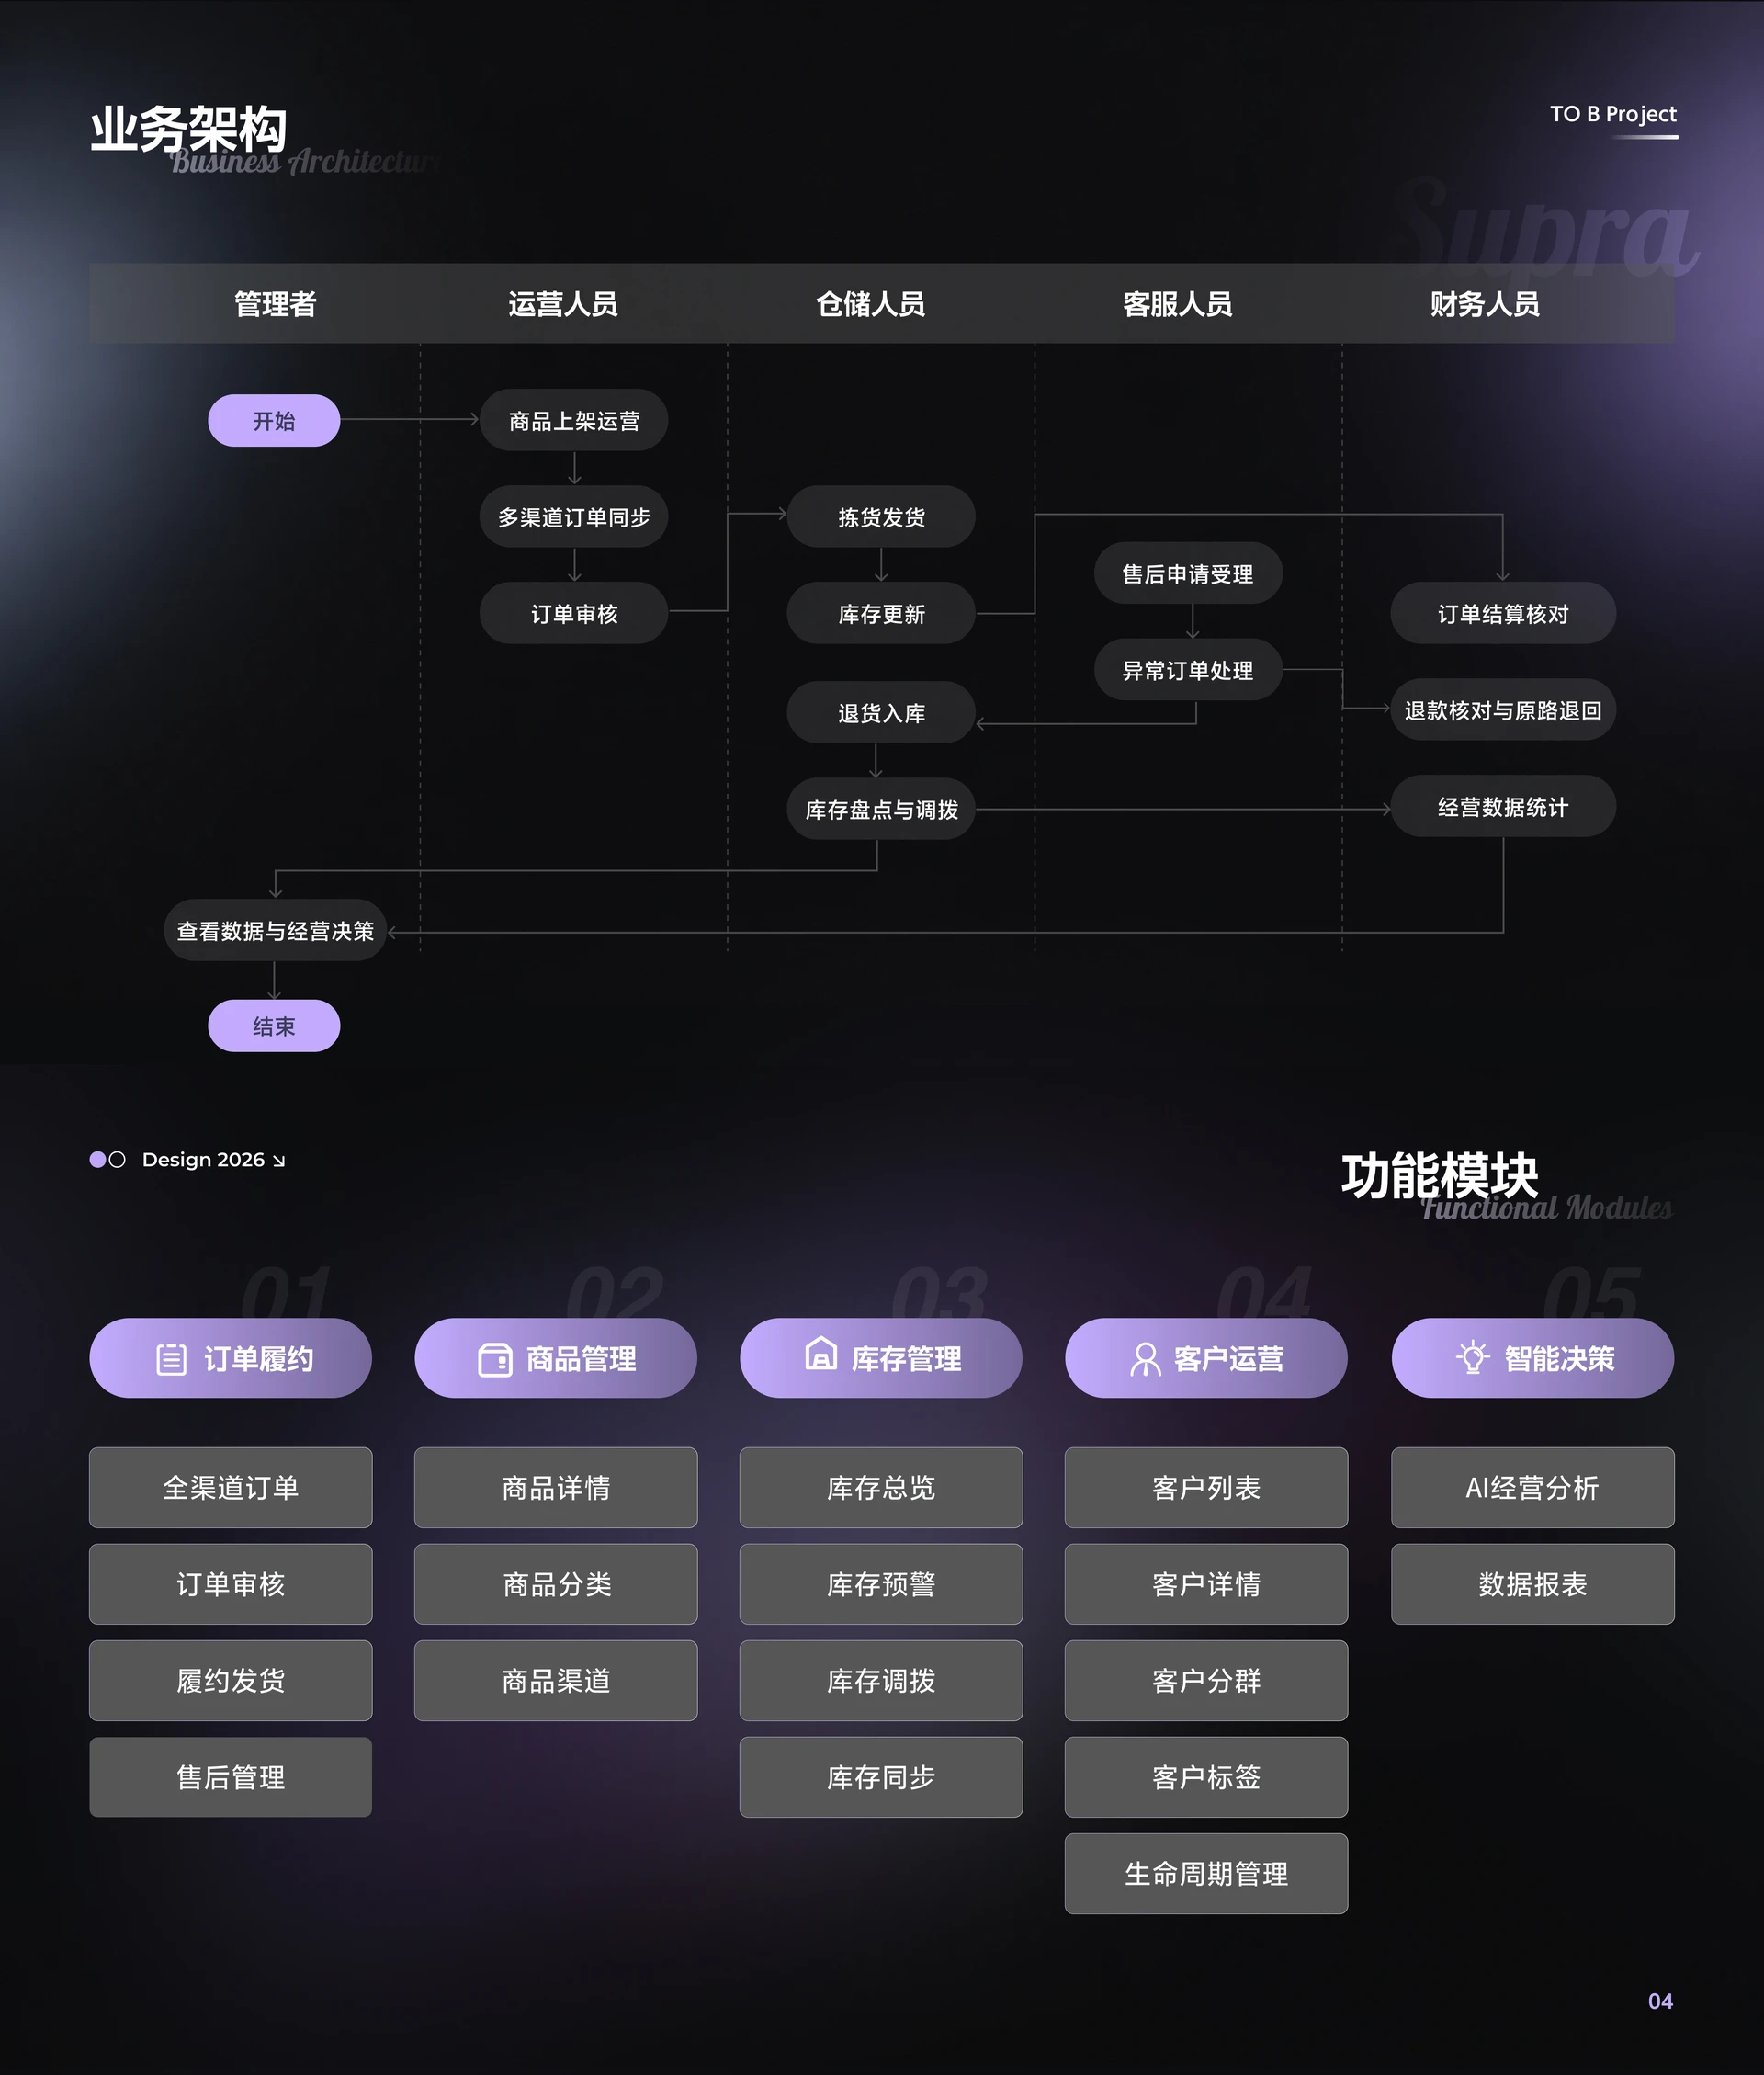 业务架构
Business Architecture
TO B Project
Supra
管理者 运营人员 仓储人员 客服人员 财务人员
开始
商品上架运营
多渠道订单同步
订单审核
拣货发货
库存更新
退货入库
库存盘点与调拨
售后申请受理
异常订单处理
订单结算核对
退款核对与原路退回
经营数据统计
查看数据与经营决策
结束
Design 2026 ↘
功能模块
Functional Modules
01
订单履约
全渠道订单
订单审核
履约发货
售后管理
02
商品管理
商品详情
商品分类
商品渠道
03
库存管理
库存总览
库存预警
库存调拨
库存同步
04
客户运营
客户列表
客户详情
客户分群
客户标签
生命周期管理
05
智能决策
AI经营分析
数据报表
04